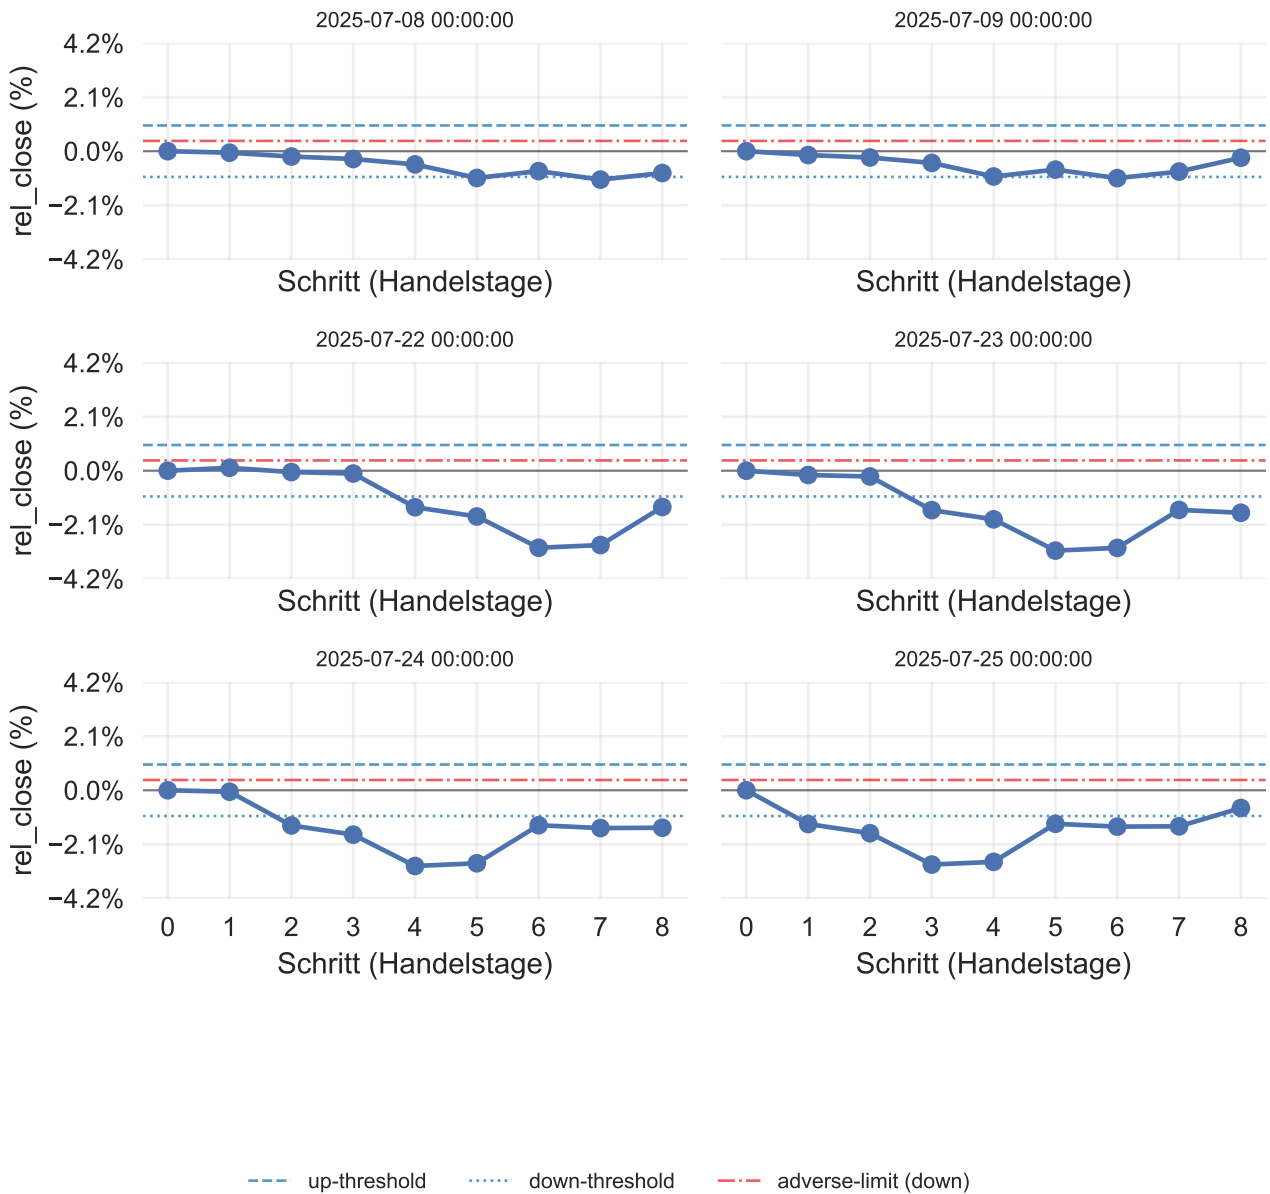 2025-07-08 00:00:00
2025-07-09 00:00:00
4.2%
2.1%
0.0%
−2.1%
−4.2%
rel_close (%)
Schritt (Handelstage)
Schritt (Handelstage)
2025-07-22 00:00:00
2025-07-23 00:00:00
4.2%
2.1%
0.0%
−2.1%
−4.2%
rel_close (%)
Schritt (Handelstage)
Schritt (Handelstage)
2025-07-24 00:00:00
2025-07-25 00:00:00
4.2%
2.1%
0.0%
−2.1%
−4.2%
rel_close (%)
0 1 2 3 4 5 6 7 8
0 1 2 3 4 5 6 7 8
Schritt (Handelstage)
Schritt (Handelstage)
up-threshold
down-threshold
adverse-limit (down)